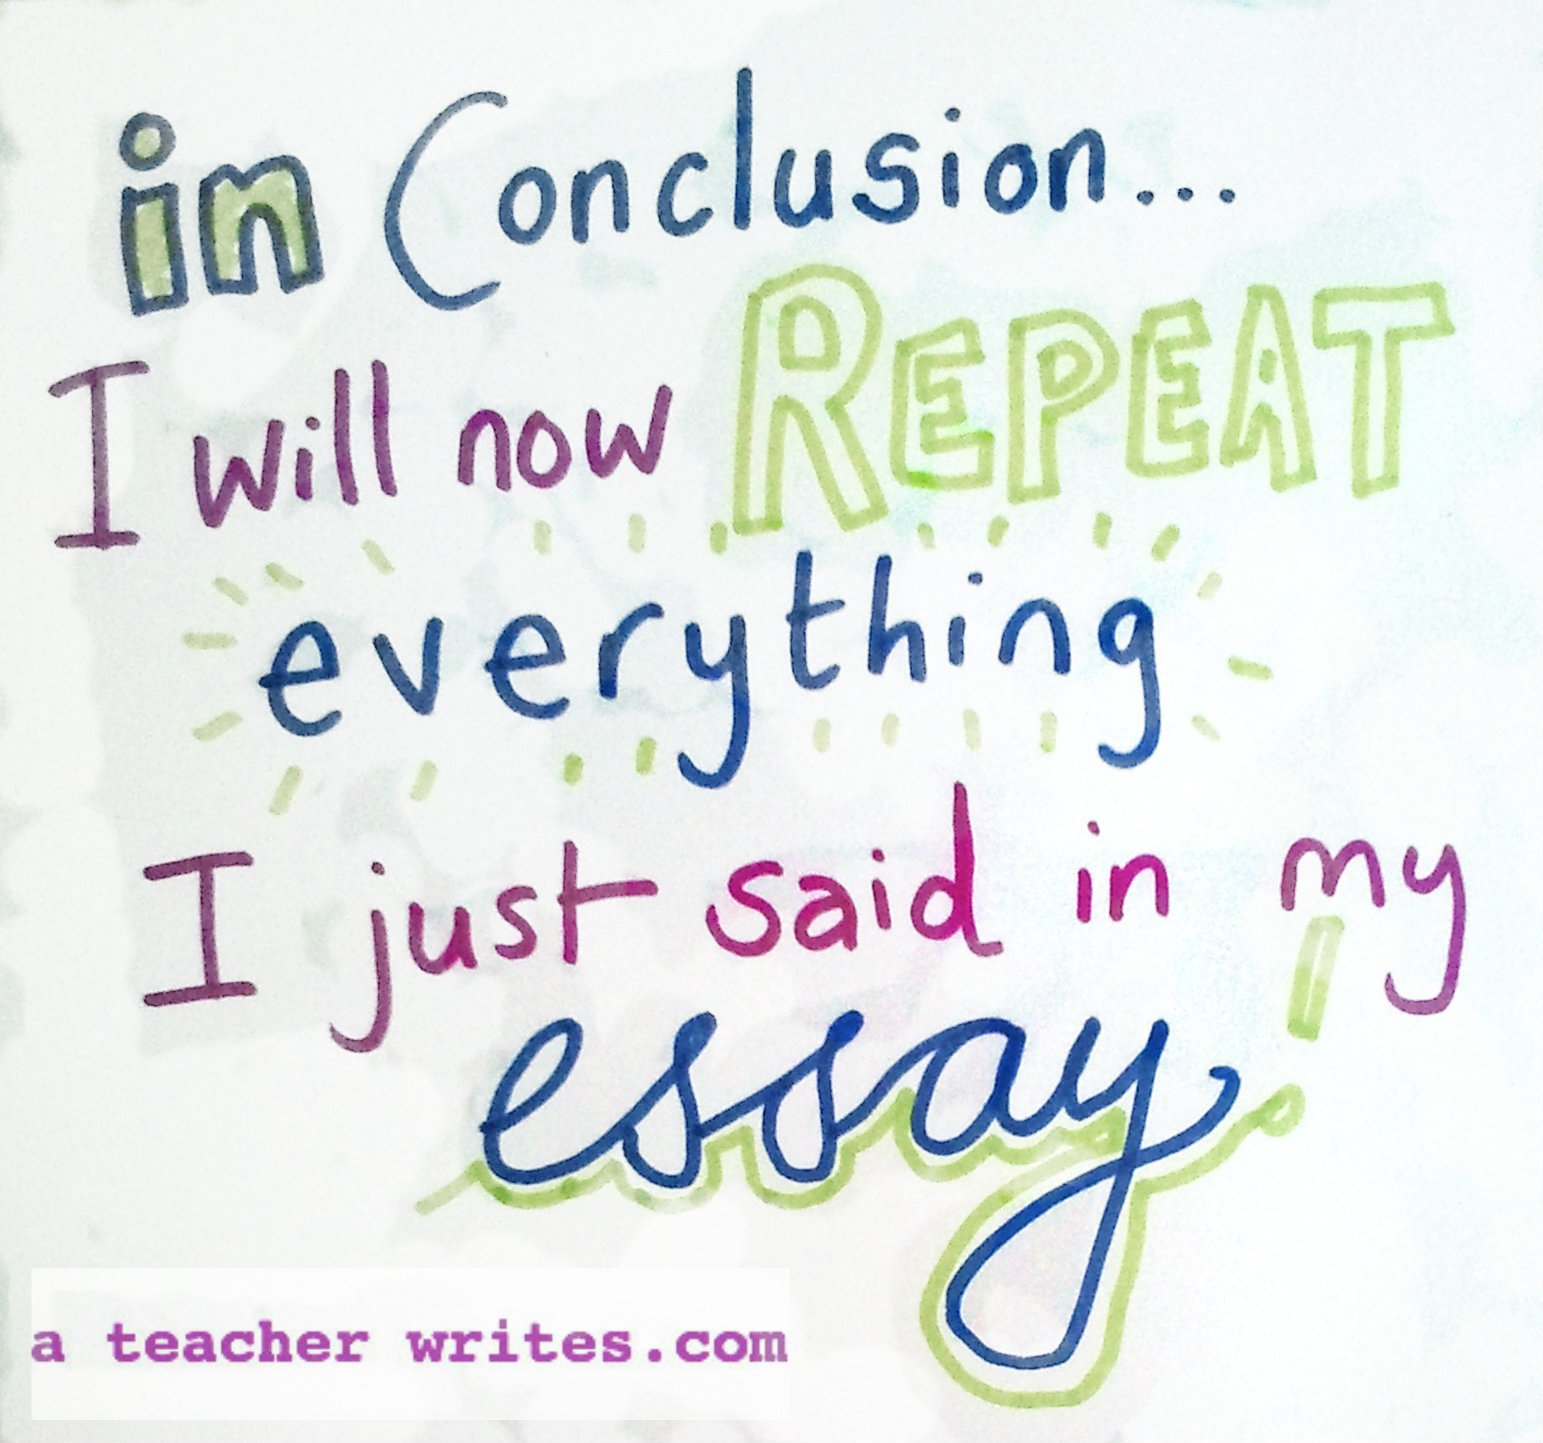 in Conclusion...
I will now REPEAT
everything
I just said in my
essay!
a teacher writes.com